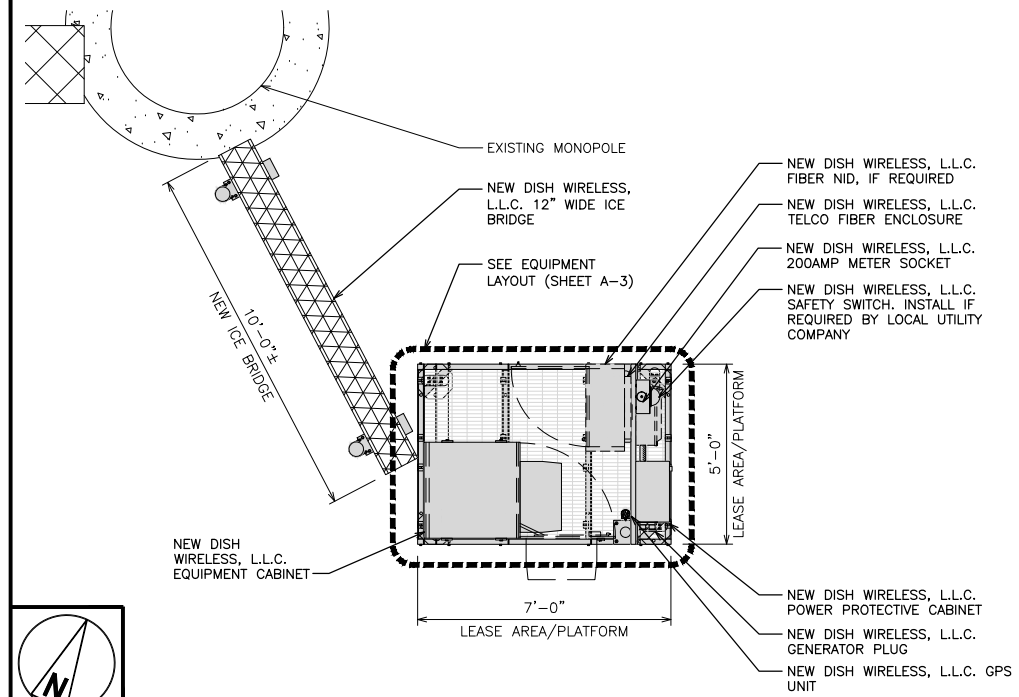 EXISTING MONOPOLE
NEW DISH WIRELESS,
L.L.C. 12" WIDE ICE
BRIDGE
SEE EQUIPMENT
LAYOUT (SHEET A-3)
NEW DISH WIRELESS, L.L.C.
FIBER NID, IF REQUIRED
NEW DISH WIRELESS, L.L.C.
TELCO FIBER ENCLOSURE
NEW DISH WIRELESS, L.L.C.
200AMP METER SOCKET
NEW DISH WIRELESS, L.L.C.
SAFETY SWITCH. INSTALL IF
REQUIRED BY LOCAL UTILITY
COMPANY
10'-0"±
NEW ICE BRIDGE
5'-0"
LEASE AREA/PLATFORM
NEW DISH
WIRELESS, L.L.C.
EQUIPMENT CABINET
7'-0"
LEASE AREA/PLATFORM
NEW DISH WIRELESS, L.L.C.
POWER PROTECTIVE CABINET
NEW DISH WIRELESS, L.L.C.
GENERATOR PLUG
NEW DISH WIRELESS, L.L.C. GPS
UNIT
N